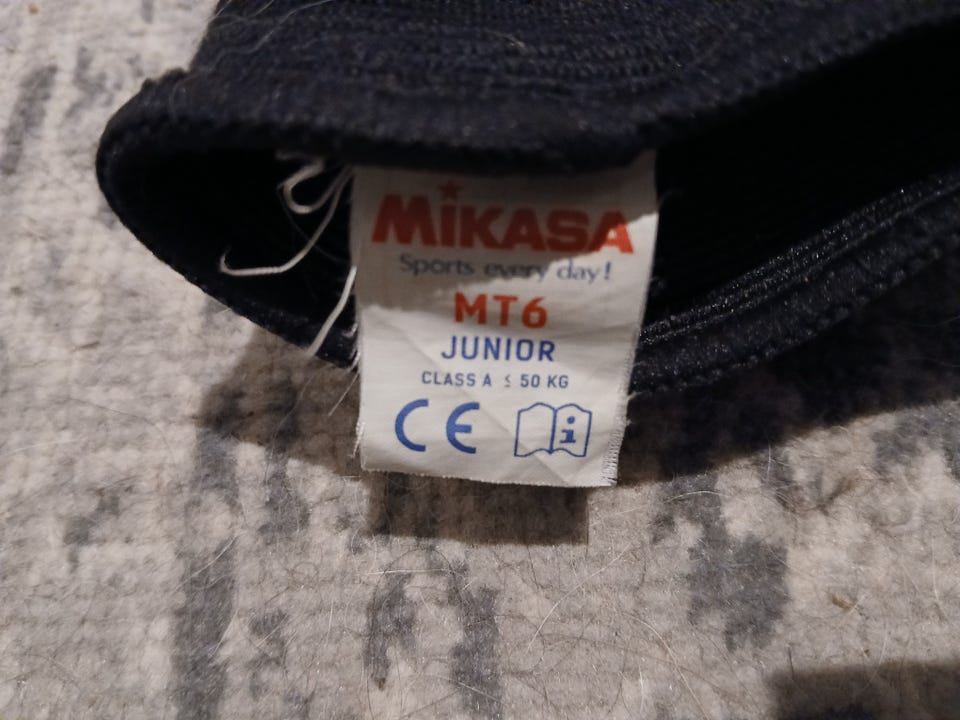 MiKASA
Sports every day!
MT6
JUNIOR
CLASS A ≤ 50 KG
CE
i